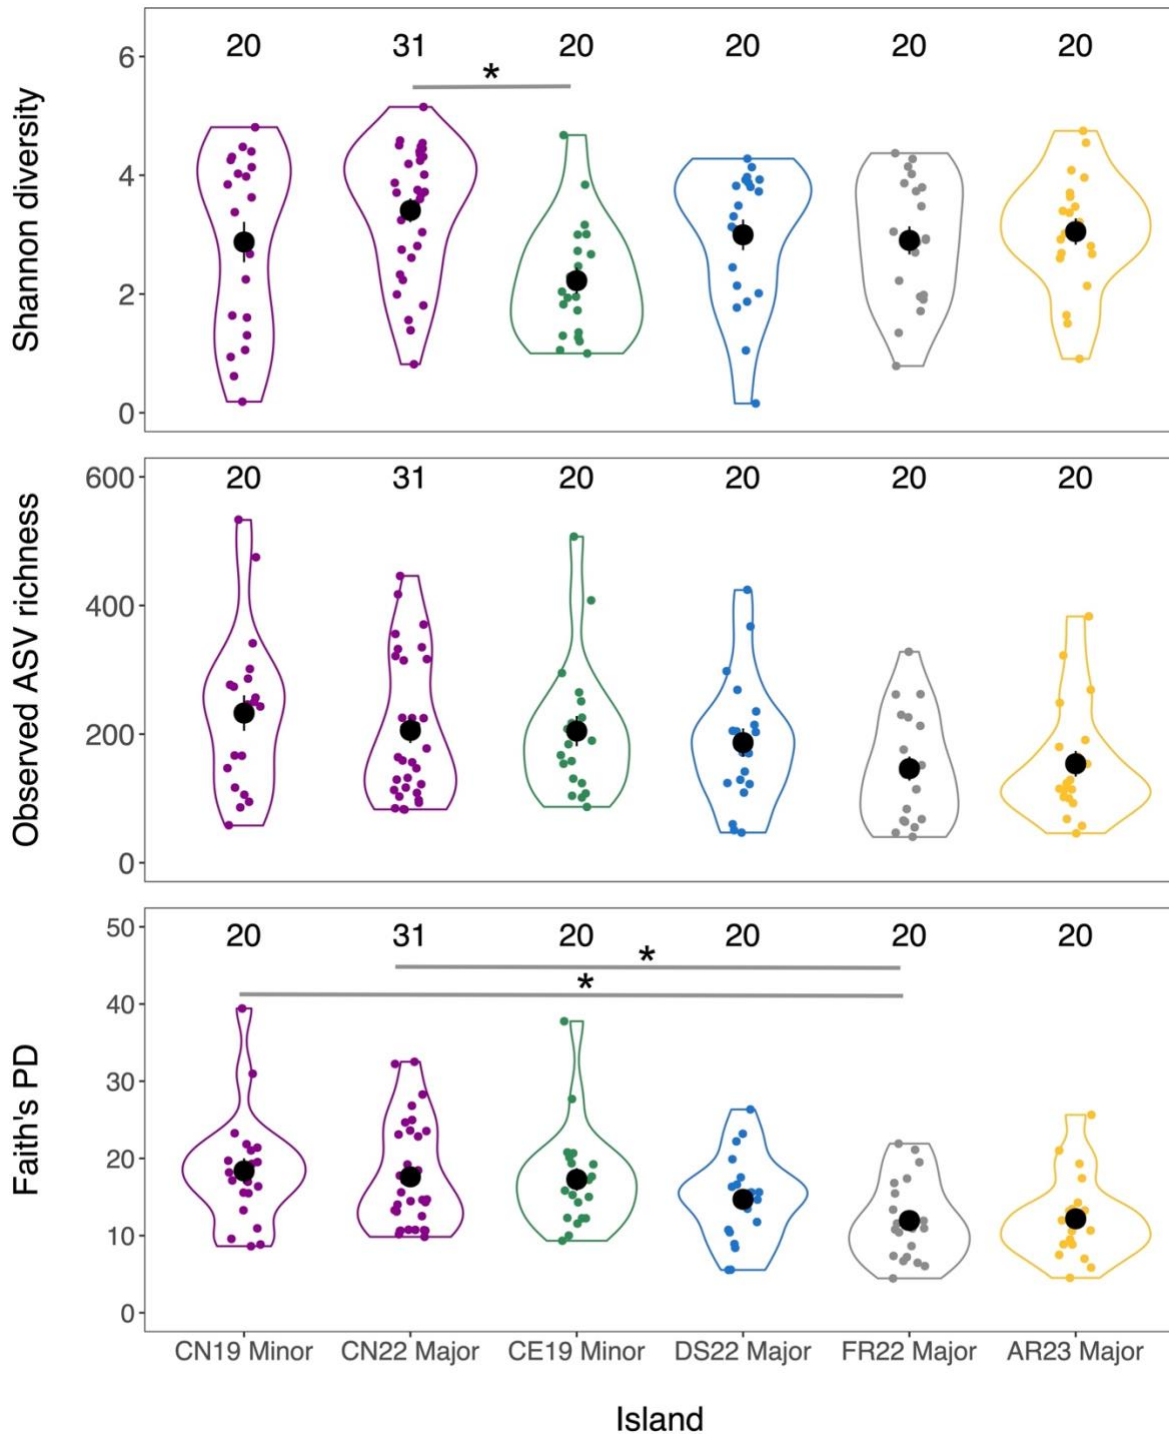 Shannon diversity
6
4
2
0
20 31 20 20 20 20
*
Observed ASV richness
600
400
200
0
20 31 20 20 20 20
Faith's PD
50
40
30
20
10
0
20 31 20 20 20 20
*
*
CN19 Minor CN22 Major CE19 Minor DS22 Major FR22 Major AR23 Major
Island